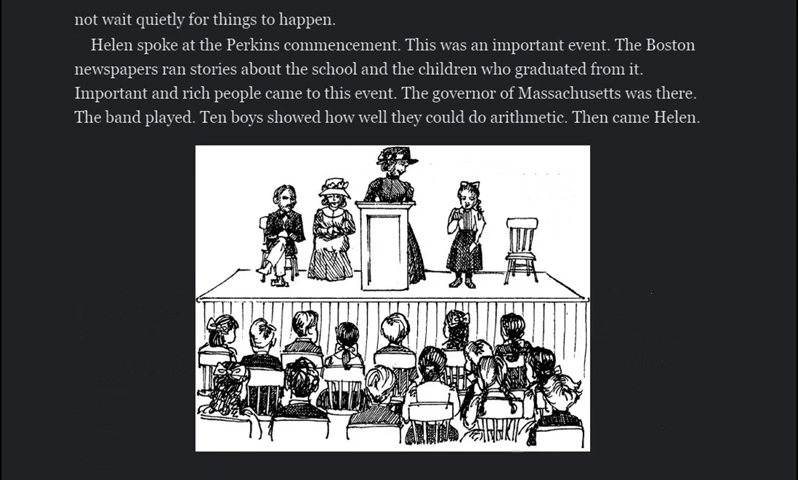 not wait quietly for things to happen.
Helen spoke at the Perkins commencement. This was an important event. The Boston
newspapers ran stories about the school and the children who graduated from it.
Important and rich people came to this event. The governor of Massachusetts was there.
The band played. Ten boys showed how well they could do arithmetic. Then came Helen.